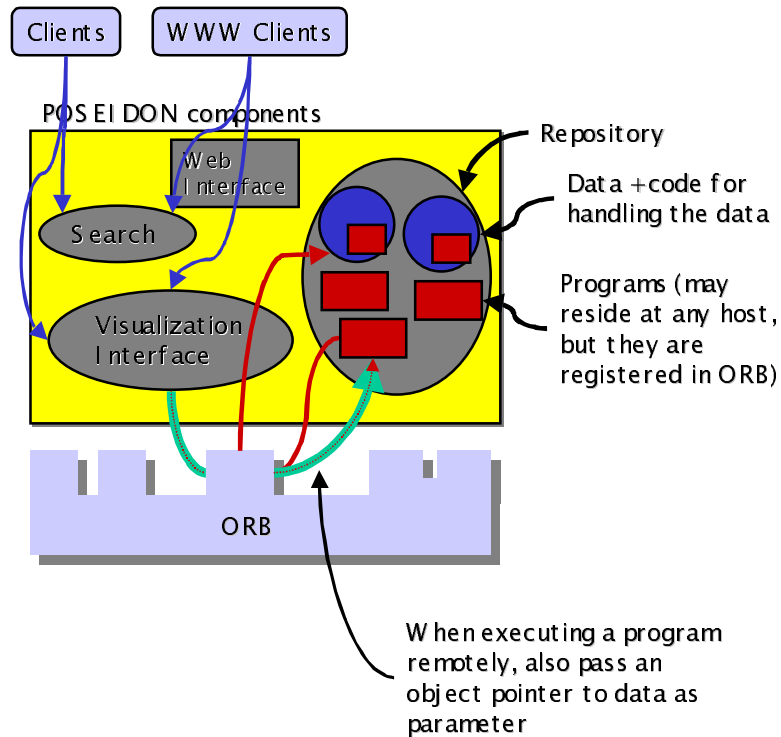 Clients
WWW Clients
POSEIDON components
Web
Interface
Search
Visualization
Interface
Repository
Data +code for
handling the data
Programs (may
reside at any host,
but they are
registered in ORB)
ORB
When executing a program
remotely, also pass an
object pointer to data as
parameter